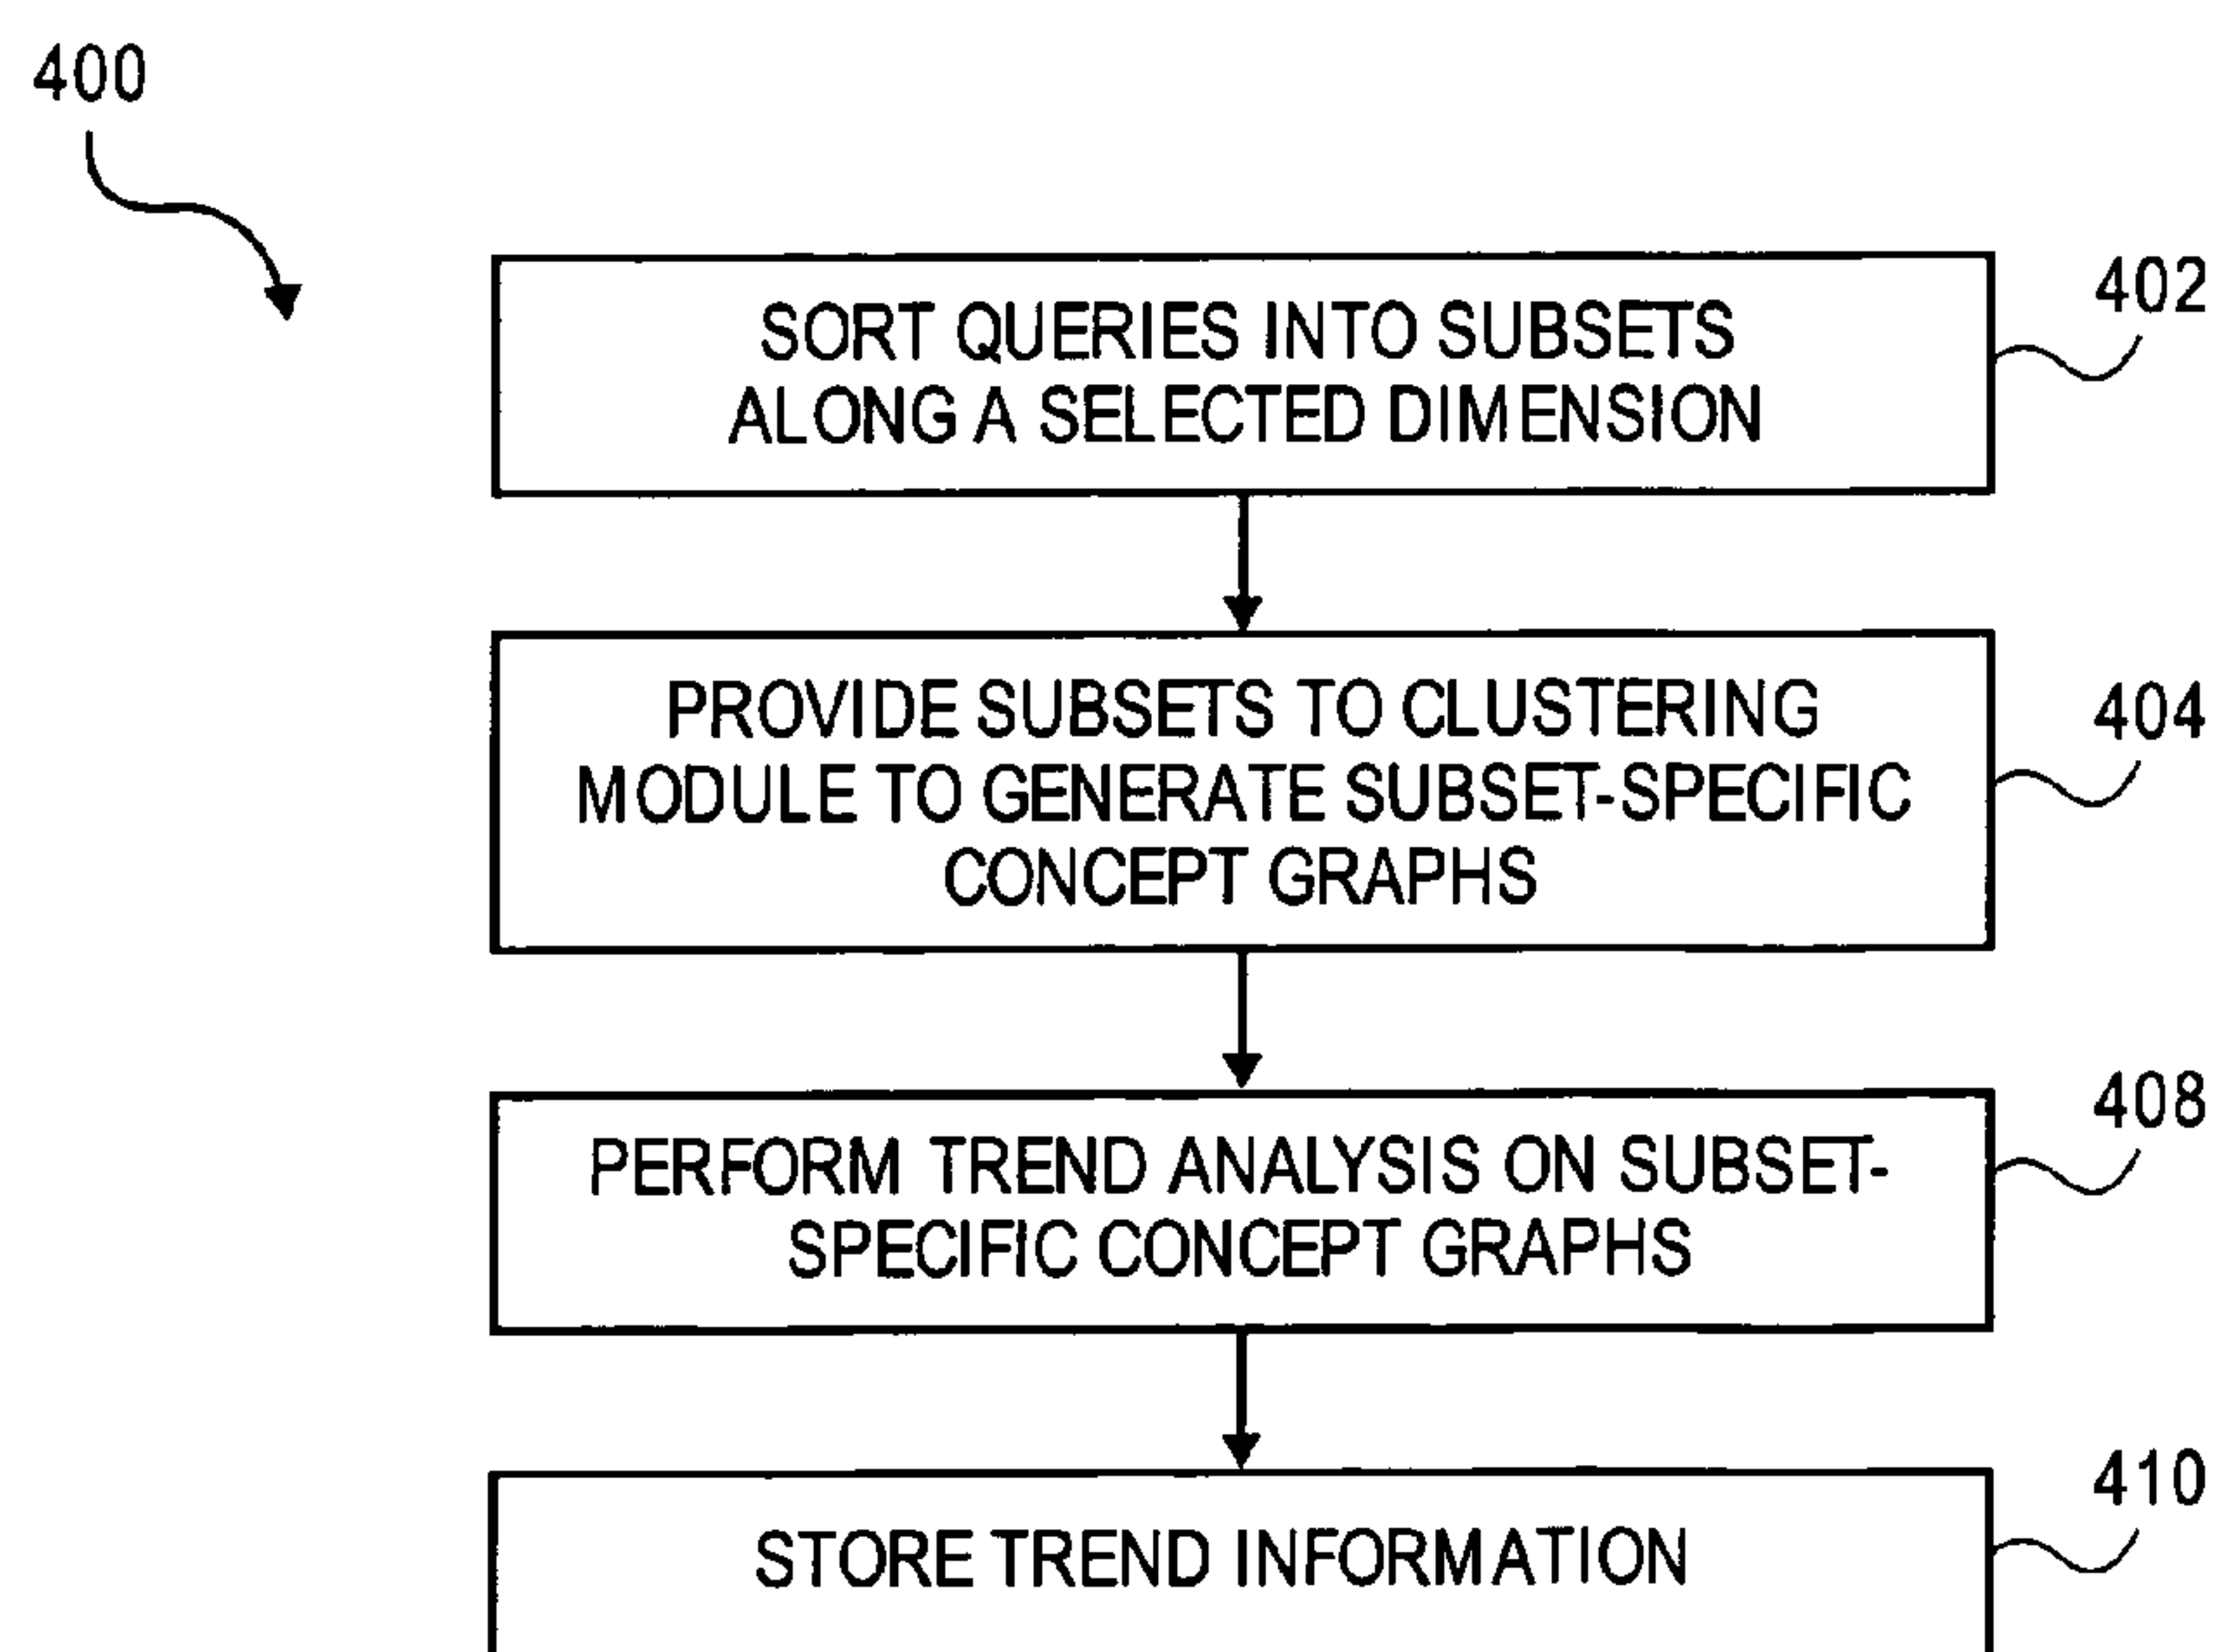 400
SORT QUERIES INTO SUBSETS
ALONG A SELECTED DIMENSION
402
PROVIDE SUBSETS TO CLUSTERING
MODULE TO GENERATE SUBSET-SPECIFIC
CONCEPT GRAPHS
404
PERFORM TREND ANALYSIS ON SUBSET-
SPECIFIC CONCEPT GRAPHS
408
STORE TREND INFORMATION
410